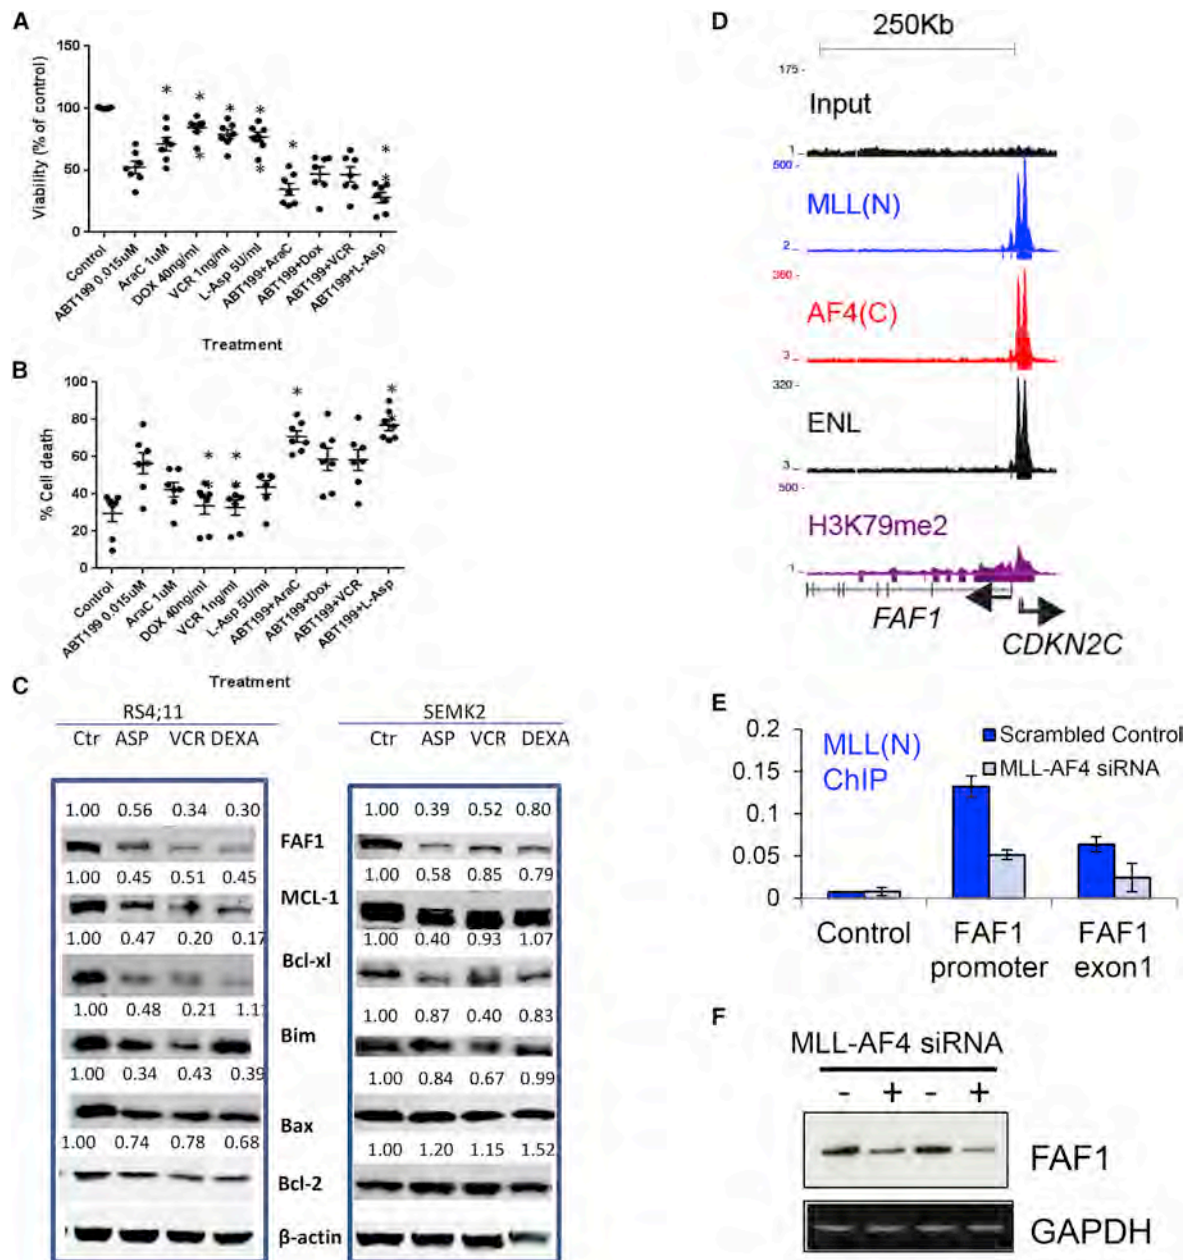 A
150
100
50
0
Viability (% of control)
*
*
*
*
*
*
*
*
*
Control
ABT199 0.015uM
AraC 1uM
DOX 40ng/ml
VCR 1ng/ml
L-Asp 5U/ml
ABT199+AraC
ABT199+Dox
ABT199+VCR
ABT199+L-Asp
Treatment
B
100
80
60
40
20
0
% Cell death
*
*
*
*
*
*
*
Control
ABT199 0.015uM
AraC 1uM
DOX 40ng/ml
VCR 1ng/ml
L-Asp 5U/ml
ABT199+AraC
ABT199+Dox
ABT199+VCR
ABT199+L-Asp
Treatment
C
RS4;11
Ctr ASP VCR DEXA
SEMK2
Ctr ASP VCR DEXA
1.00 0.56 0.34 0.30
FAF1
1.00 0.39 0.52 0.80
1.00 0.45 0.51 0.45
MCL-1
1.00 0.58 0.85 0.79
1.00 0.47 0.20 0.17
Bcl-xl
1.00 0.40 0.93 1.07
1.00 0.48 0.21 1.11
Bim
1.00 0.87 0.40 0.83
1.00 0.34 0.43 0.39
Bax
1.00 0.84 0.67 0.99
1.00 0.74 0.78 0.68
Bcl-2
1.00 1.20 1.15 1.52
β-actin
D
250Kb
175 -
Input
1 -
500 -
MLL(N)
2 -
AF4(C)
3 -
320 -
ENL
3 -
500 -
H3K79me2
1 -
FAF1
CDKN2C
E
0.2
0.15
0.1
0.05
0
MLL(N)
ChIP
Scrambled Control
MLL-AF4 siRNA
Control
FAF1
promoter
FAF1
exon1
F
MLL-AF4 siRNA
- + - +
FAF1
GAPDH